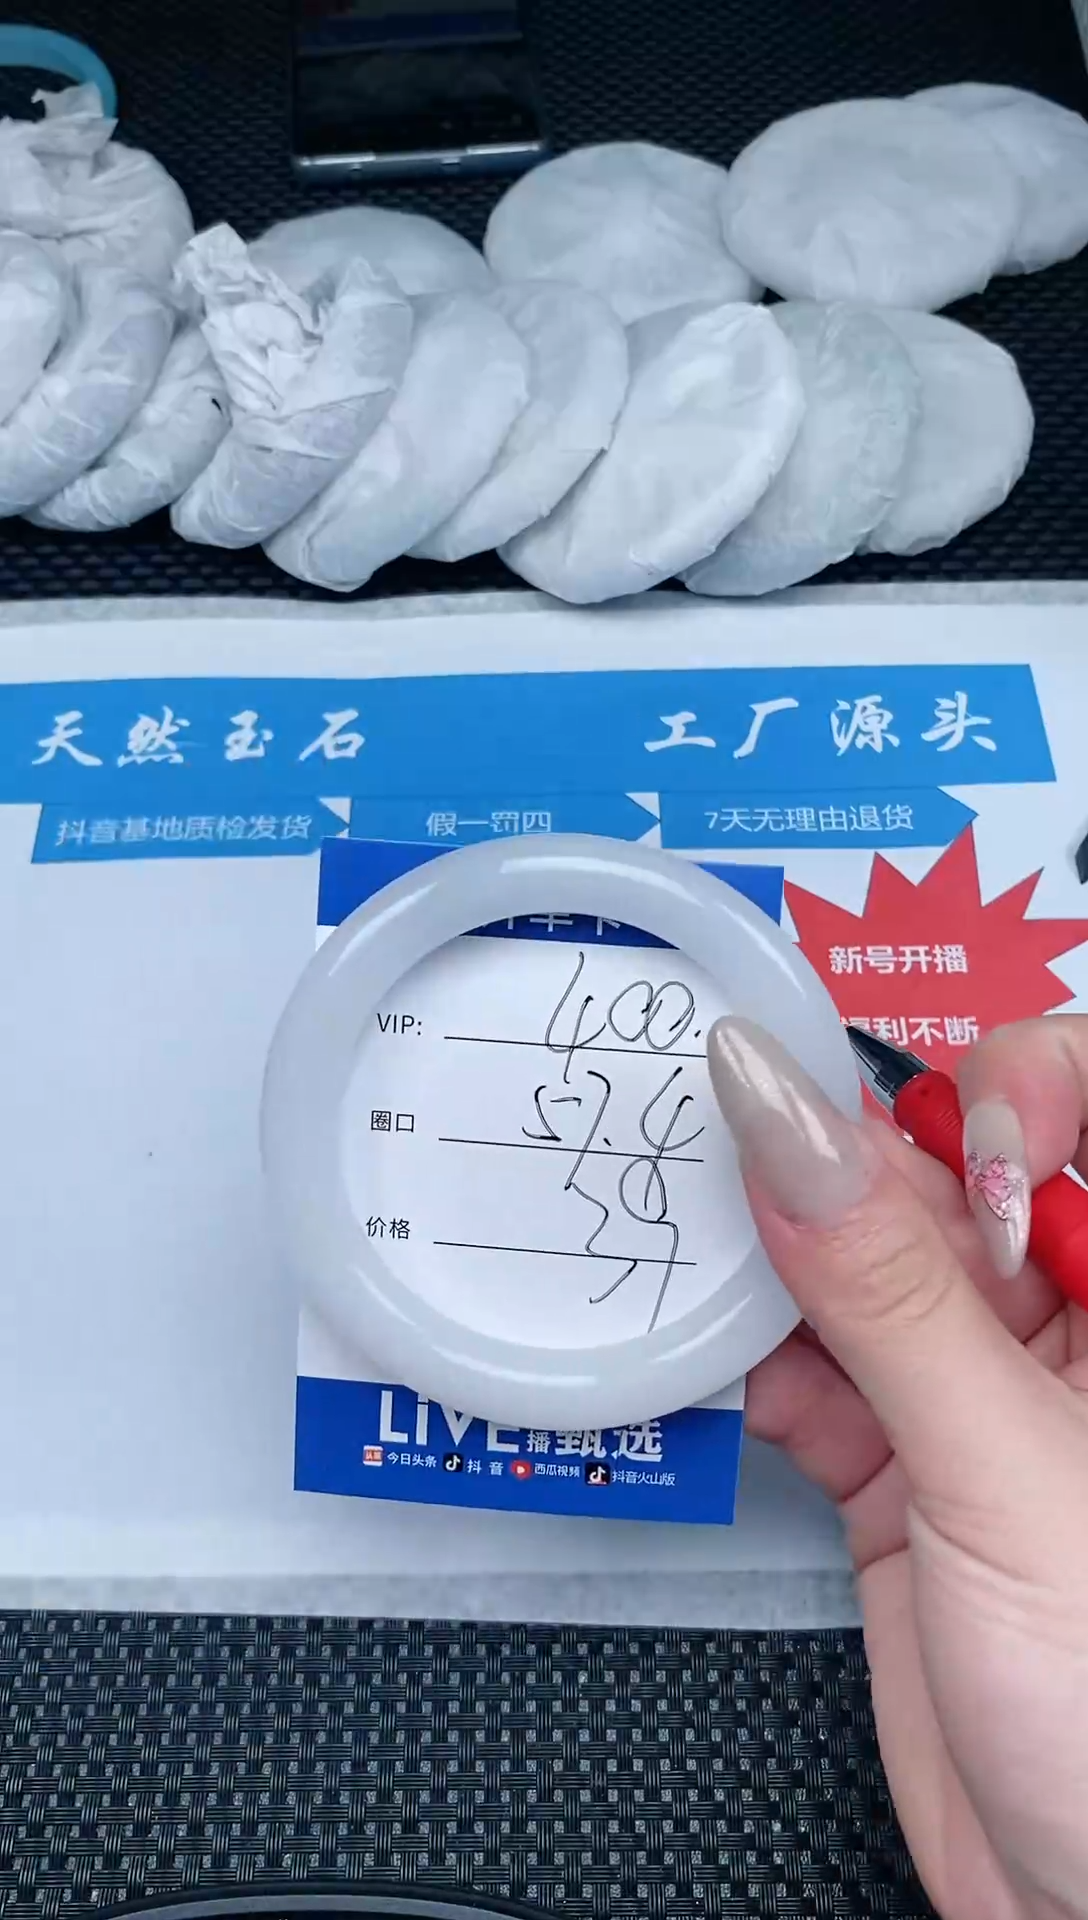 天然玉石 工厂源头
抖音基地质检发货 假一罚四 7天无理由退货
新号开播
福利不断
VIP: 400.
圈口 57.4
价格 39
LiVE 播 甄选
今日头条 抖音 西瓜视频 抖音火山版